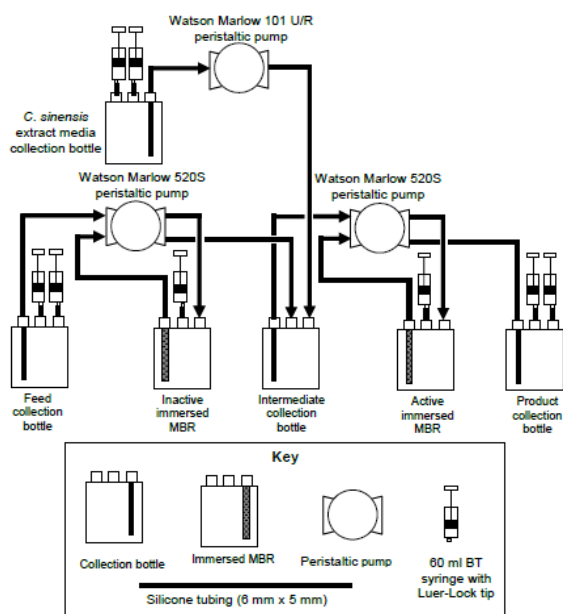 Watson Marlow 101 U/R
peristaltic pump
C. sinensis
extract media
collection bottle
Watson Marlow 520S
peristaltic pump
Watson Marlow 520S
peristaltic pump
Feed
collection
bottle
Inactive
immersed
MBR
Intermediate
collection
bottle
Active
immersed
MBR
Product
collection
bottle
Key
Collection bottle
Immersed MBR
Peristaltic pump
60 ml BT
syringe with
Luer-Lock tip
Silicone tubing (6 mm x 5 mm)